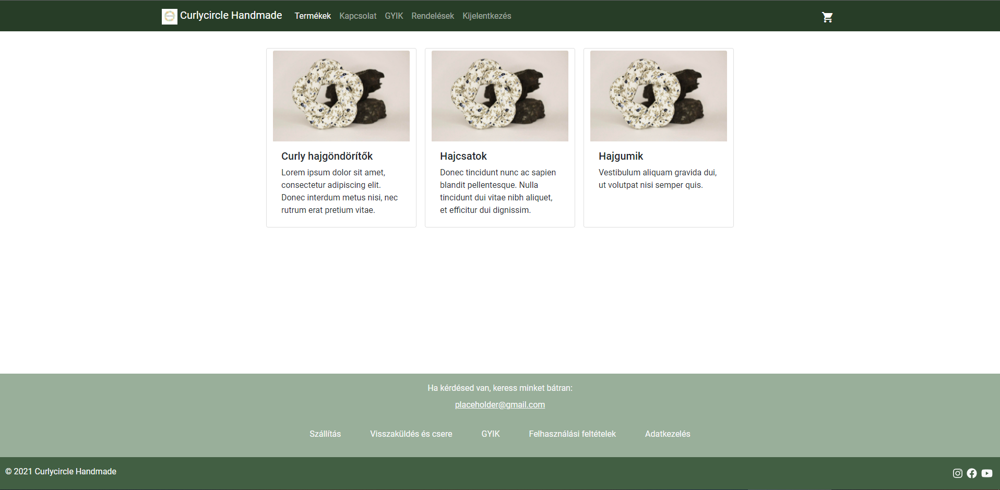 Curlycircle Handmade Termékek Kapcsolat GYIK Rendelések Kijelentkezés
Curly hajgöndörítők
Lorem ipsum dolor sit amet,
consectetur adipiscing elit.
Donec interdum metus nisi, nec
rutrum erat pretium vitae.
Hajcsatok
Donec tincidunt nunc ac sapien
blandit pellentesque. Nulla
tincidunt dui vitae nibh aliquet,
et efficitur dui dignissim.
Hajgumik
Vestibulum aliquam gravida dui,
ut volutpat nisi semper quis.
Ha kérdésed van, keress minket bátran:
placeholder@gmail.com
Szállítás Visszaküldés és csere GYIK Felhasználási feltételek Adatkezelés
© 2021 Curlycircle Handmade